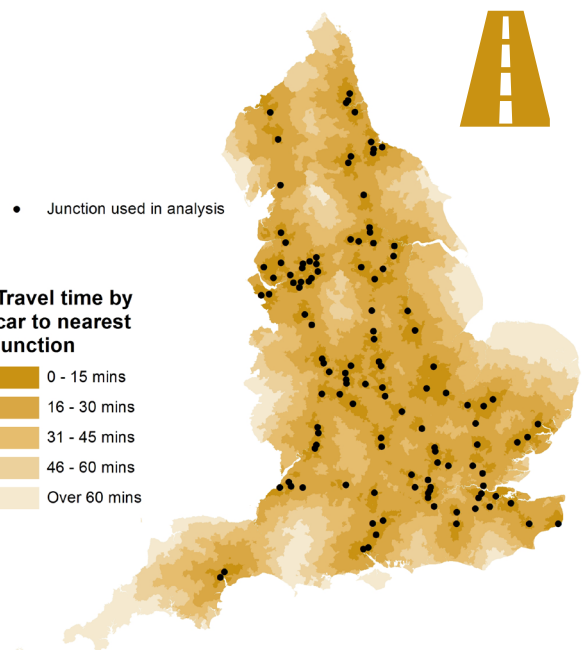 Junction used in analysis
Travel time by
car to nearest
junction
0 - 15 mins
16 - 30 mins
31 - 45 mins
46 - 60 mins
Over 60 mins